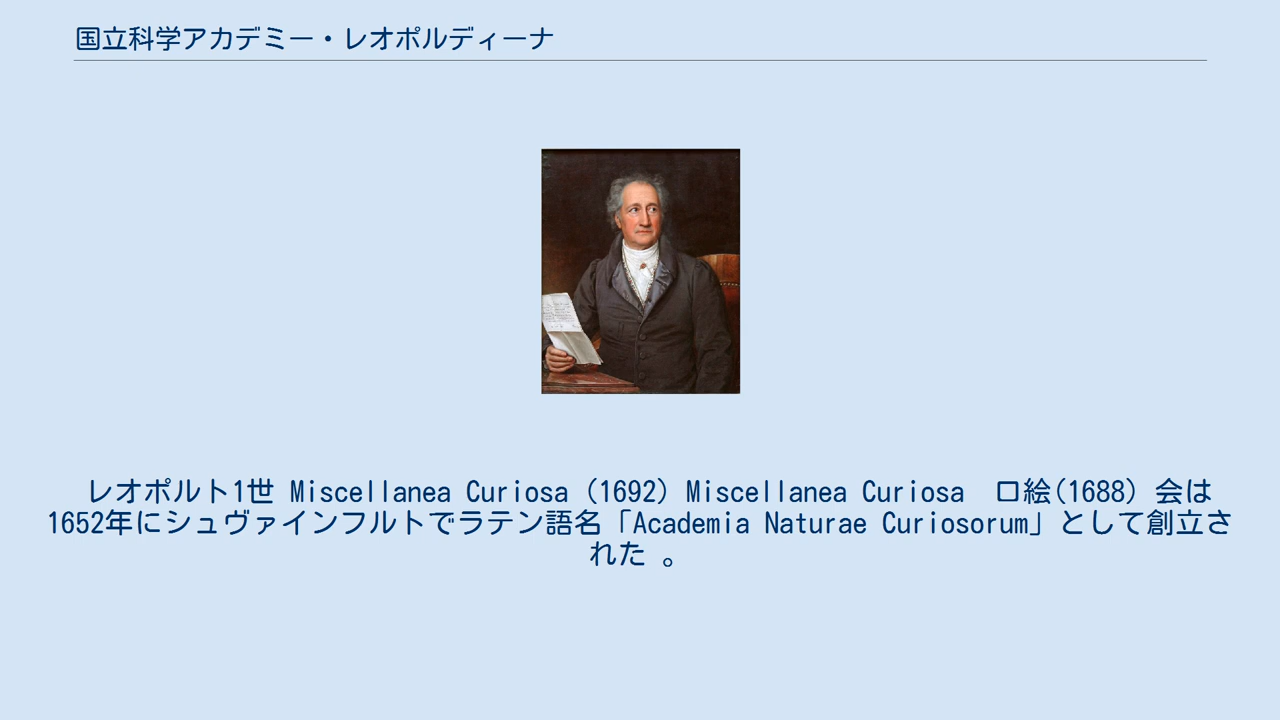 国立科学アカデミー・レオポルディーナ
レオポルト1世 Miscellanea Curiosa (1692) Miscellanea Curiosa　口絵(1688) 会は
1652年にシュヴァインフルトでラテン語名「Academia Naturae Curiosorum」として創立さ
れた 。